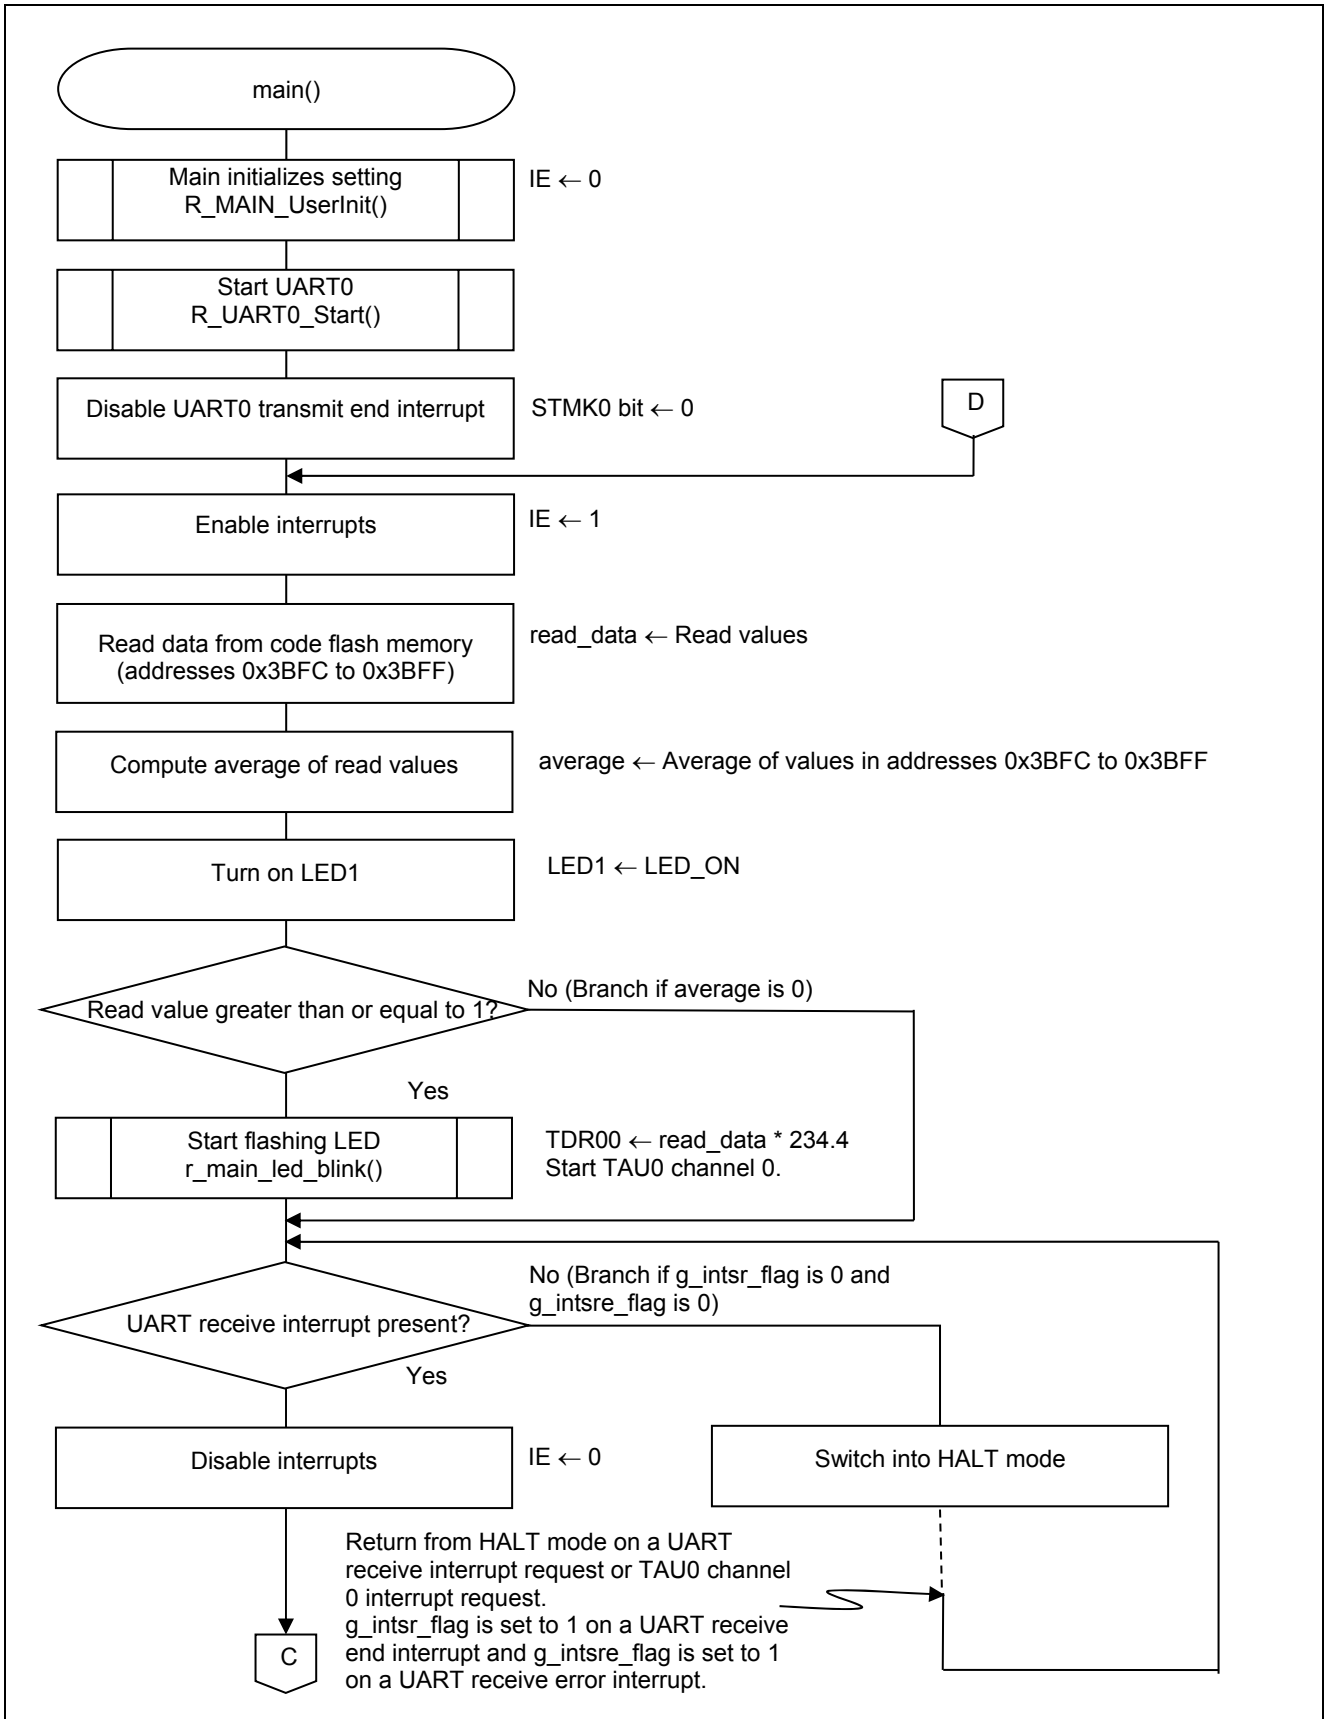 main()
Main initializes setting
R_MAIN_UserInit()
IE ← 0
Start UART0
R_UART0_Start()
Disable UART0 transmit end interrupt
STMK0 bit ← 0
D
Enable interrupts
IE ← 1
Read data from code flash memory
(addresses 0x3BFC to 0x3BFF)
read_data ← Read values
Compute average of read values
average ← Average of values in addresses 0x3BFC to 0x3BFF
Turn on LED1
LED1 ← LED_ON
Read value greater than or equal to 1?
No (Branch if average is 0)
Yes
Start flashing LED
r_main_led_blink()
TDR00 ← read_data * 234.4
Start TAU0 channel 0.
UART receive interrupt present?
No (Branch if g_intsr_flag is 0 and
g_intsre_flag is 0)
Yes
Disable interrupts
IE ← 0
Switch into HALT mode
Return from HALT mode on a UART
receive interrupt request or TAU0 channel
0 interrupt request.
g_intsr_flag is set to 1 on a UART receive
end interrupt and g_intsre_flag is set to 1
on a UART receive error interrupt.
C